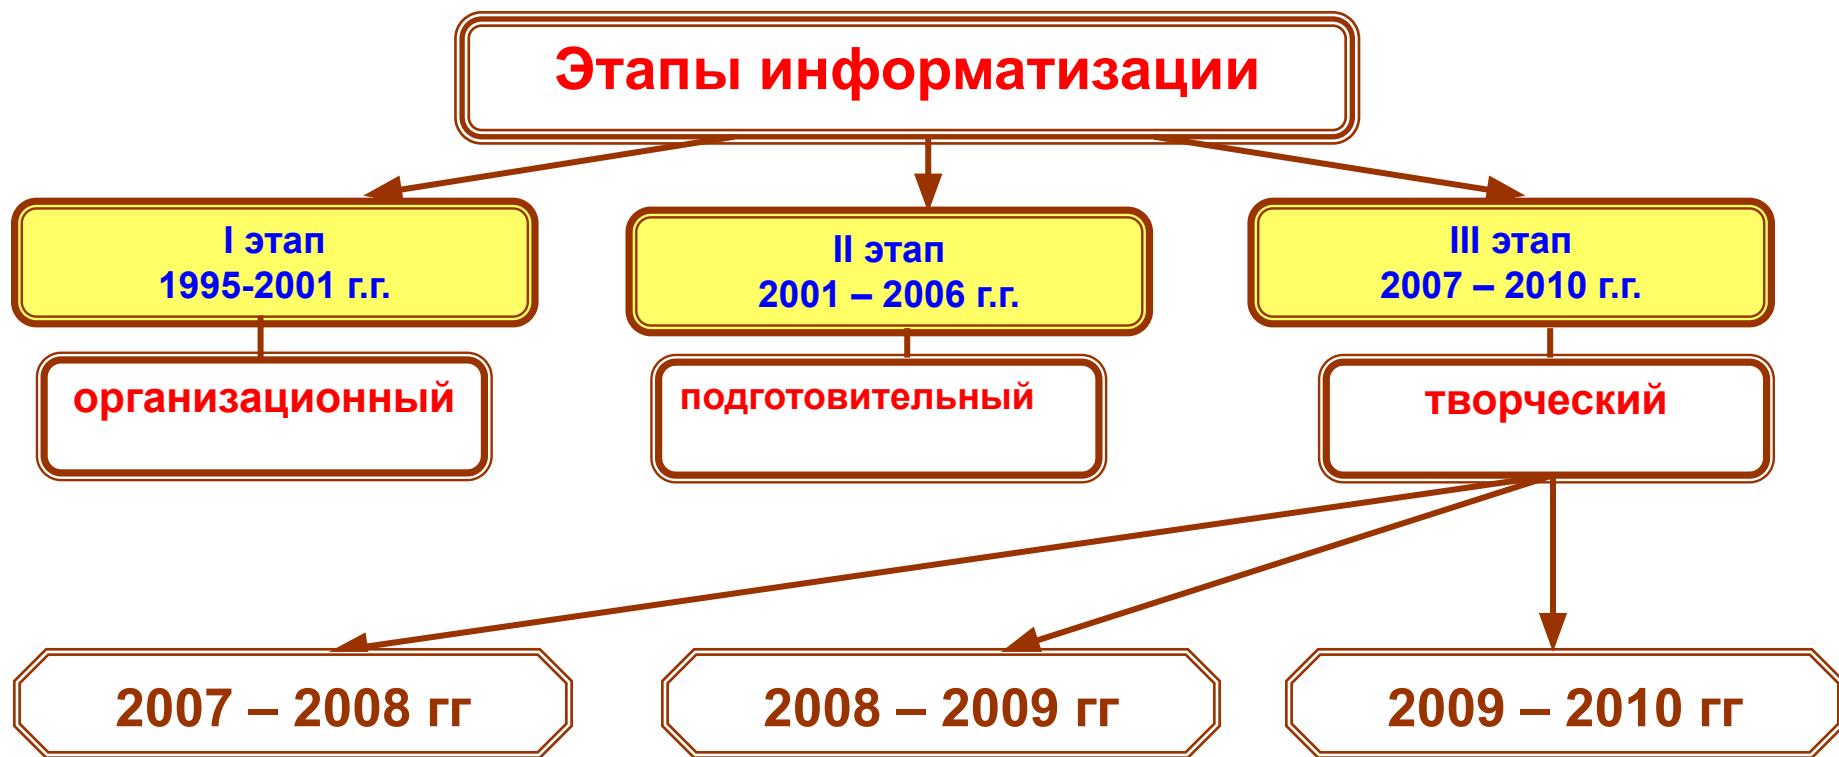 Этапы информатизации
I этап
1995-2001 г.г.
II этап
2001 – 2006 г.г.
III этап
2007 – 2010 г.г.
организационный
подготовительный
творческий
2007 – 2008 гг
2008 – 2009 гг
2009 – 2010 гг